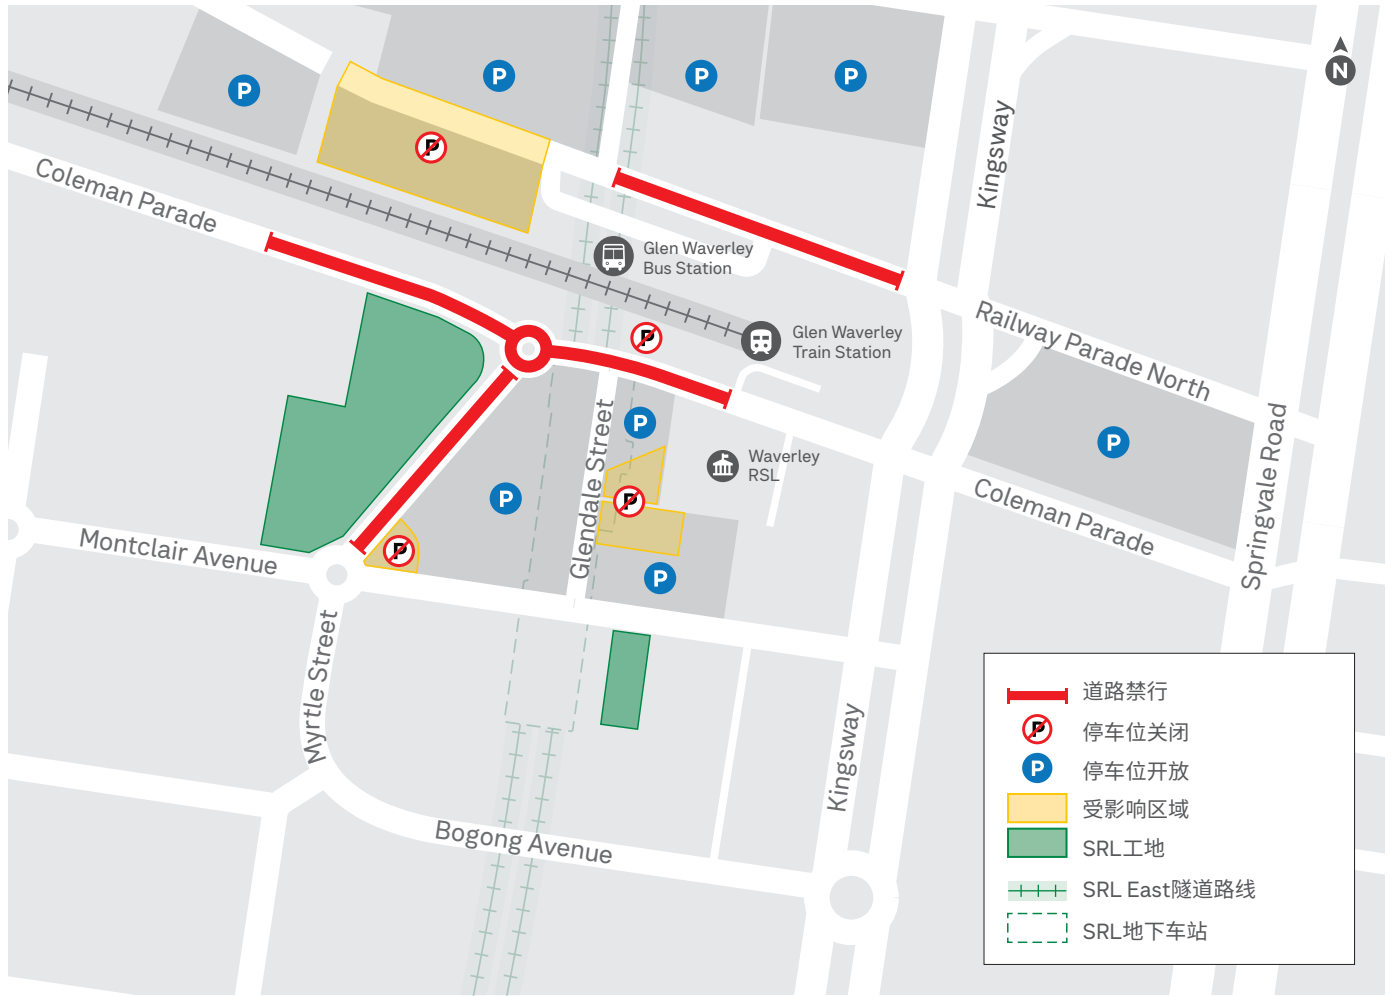 P
P
P
P
N
P
Kingsway
Coleman Parade
Glen Waverley
Bus Station
Railway Parade North
P
Glen Waverley
Train Station
P
P
Glendale Street
Waverley
RSL
Springvale Road
P
P
Coleman Parade
Montclair Avenue
P
P
Myrtle Street
Kingsway
Bogong Avenue
道路禁行
P
停车位关闭
P
停车位开放
受影响区域
SRL工地
SRL East隧道路线
SRL地下车站